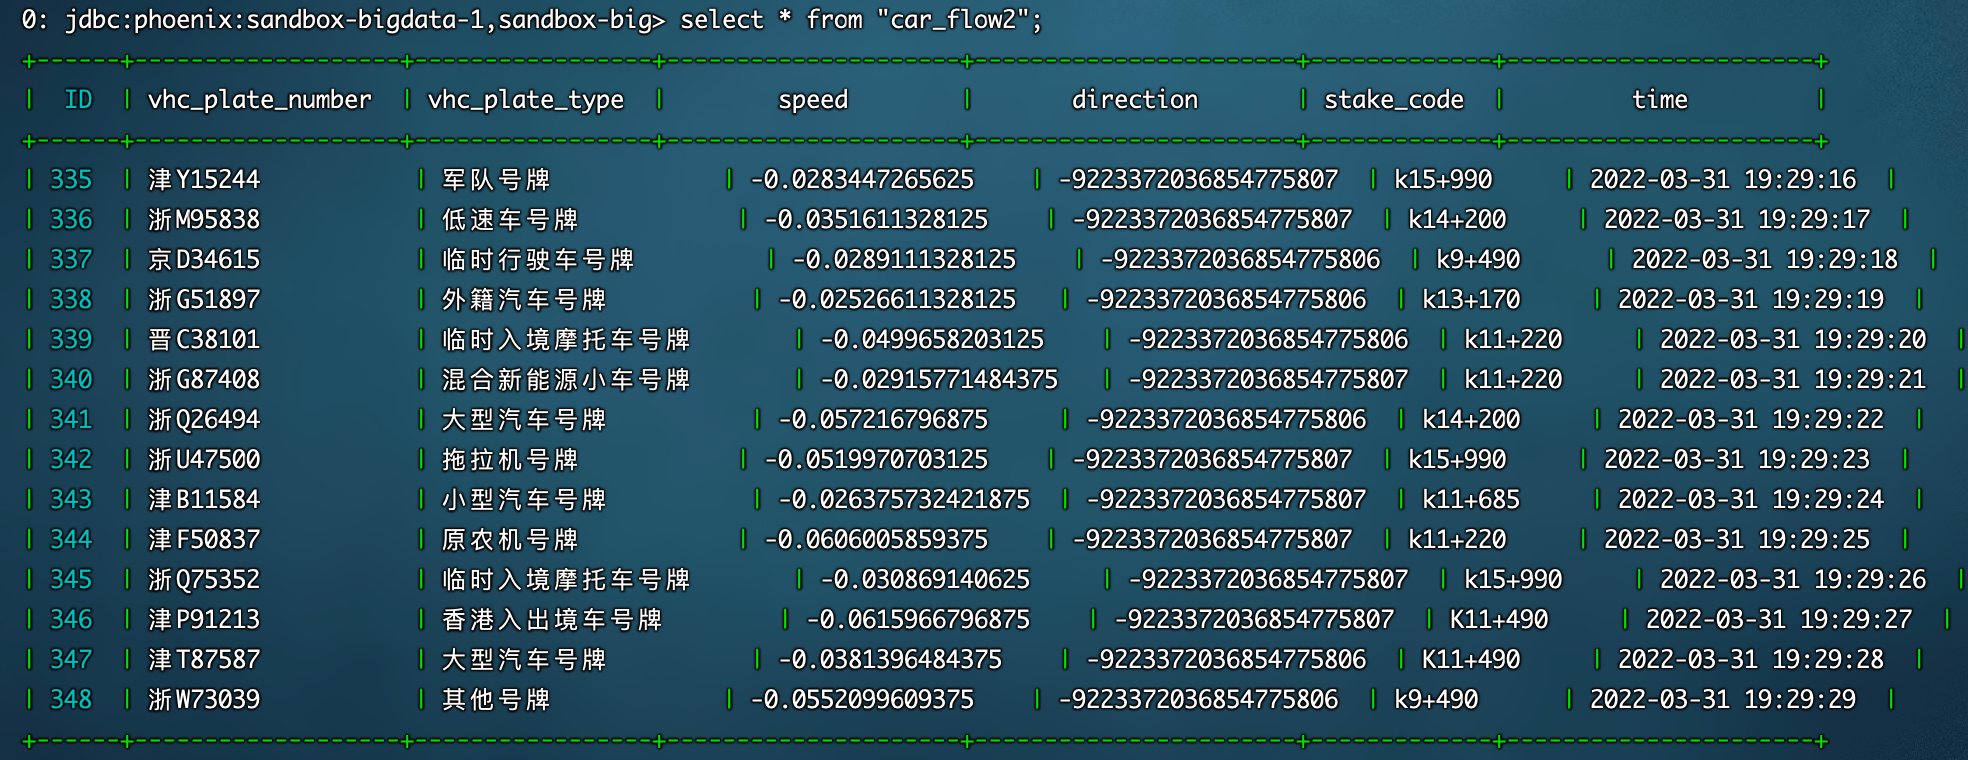 0: jdbc:phoenix:sandbox-bigdata-1,sandbox-big> select * from "car_flow2";
+------+-------------------+-----------------+---------------------+-----------------------+-------------+----------------------+
| ID | vhc_plate_number | vhc_plate_type | speed | direction | stake_code | time |
+------+-------------------+-----------------+---------------------+-----------------------+-------------+----------------------+
| 335 | 津Y15244 | 军队号牌 | -0.0283447265625 | -9223372036854775807 | k15+990 | 2022-03-31 19:29:16 |
| 336 | 浙M95838 | 低速车号牌 | -0.0351611328125 | -9223372036854775807 | k14+200 | 2022-03-31 19:29:17 |
| 337 | 京D34615 | 临时行驶车号牌 | -0.0289111328125 | -9223372036854775806 | k9+490 | 2022-03-31 19:29:18 |
| 338 | 浙G51897 | 外籍汽车号牌 | -0.02526611328125 | -9223372036854775806 | k13+170 | 2022-03-31 19:29:19 |
| 339 | 晋C38101 | 临时入境摩托车号牌 | -0.0499658203125 | -9223372036854775806 | k11+220 | 2022-03-31 19:29:20 |
| 340 | 浙G87408 | 混合新能源小车号牌 | -0.02915771484375 | -9223372036854775807 | k11+220 | 2022-03-31 19:29:21 |
| 341 | 浙Q26494 | 大型汽车号牌 | -0.057216796875 | -9223372036854775806 | k14+200 | 2022-03-31 19:29:22 |
| 342 | 浙U47500 | 拖拉机号牌 | -0.0519970703125 | -9223372036854775807 | k15+990 | 2022-03-31 19:29:23 |
| 343 | 津B11584 | 小型汽车号牌 | -0.026375732421875 | -9223372036854775807 | k11+685 | 2022-03-31 19:29:24 |
| 344 | 津F50837 | 原农机号牌 | -0.0606005859375 | -9223372036854775807 | k11+220 | 2022-03-31 19:29:25 |
| 345 | 浙Q75352 | 临时入境摩托车号牌 | -0.030869140625 | -9223372036854775807 | k15+990 | 2022-03-31 19:29:26 |
| 346 | 津P91213 | 香港入出境车号牌 | -0.0615966796875 | -9223372036854775807 | K11+490 | 2022-03-31 19:29:27 |
| 347 | 津T87587 | 大型汽车号牌 | -0.0381396484375 | -9223372036854775806 | K11+490 | 2022-03-31 19:29:28 |
| 348 | 浙W73039 | 其他号牌 | -0.0552099609375 | -9223372036854775806 | k9+490 | 2022-03-31 19:29:29 |
+------+-------------------+-----------------+---------------------+-----------------------+-------------+----------------------+